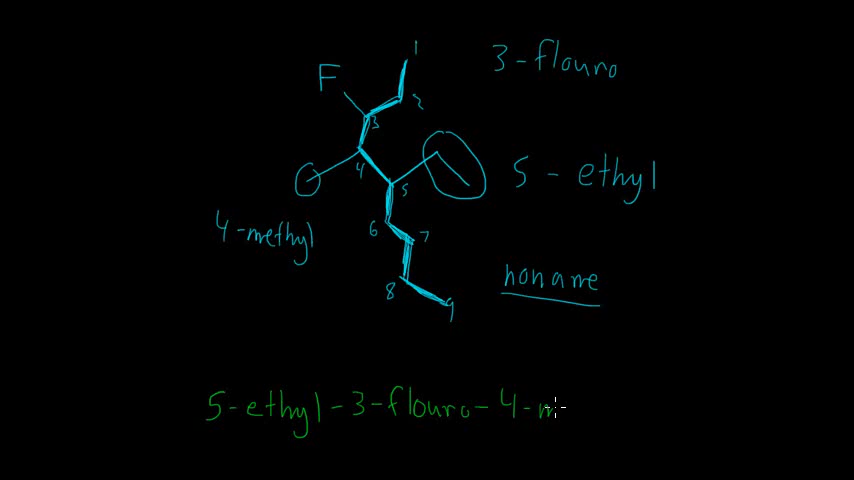 1
3-flouro
F
2
3
4
5
5 - ethyl
4-methyl
6
7
8
9
nonane
5-ethyl-3-flouro-4-m